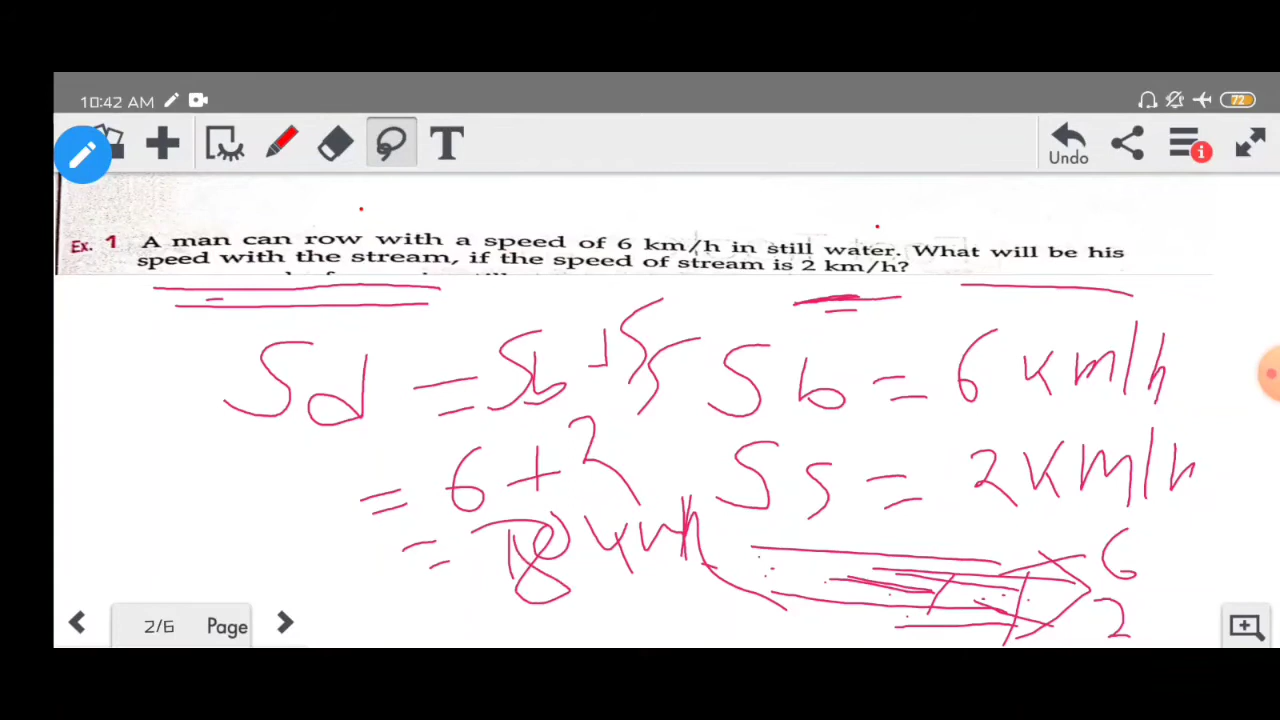 10:42 AM
72
T
Undo
i
Ex. 1 A man can row with a speed of 6 km/h in still water. What will be his
speed with the stream, if the speed of stream is 2 km/h?
Sd = Sb + Ss Sb = 6 km/h
= 6 + 2 Ss = 2 km/h
= 8 kmh
6
2
2/6 Page